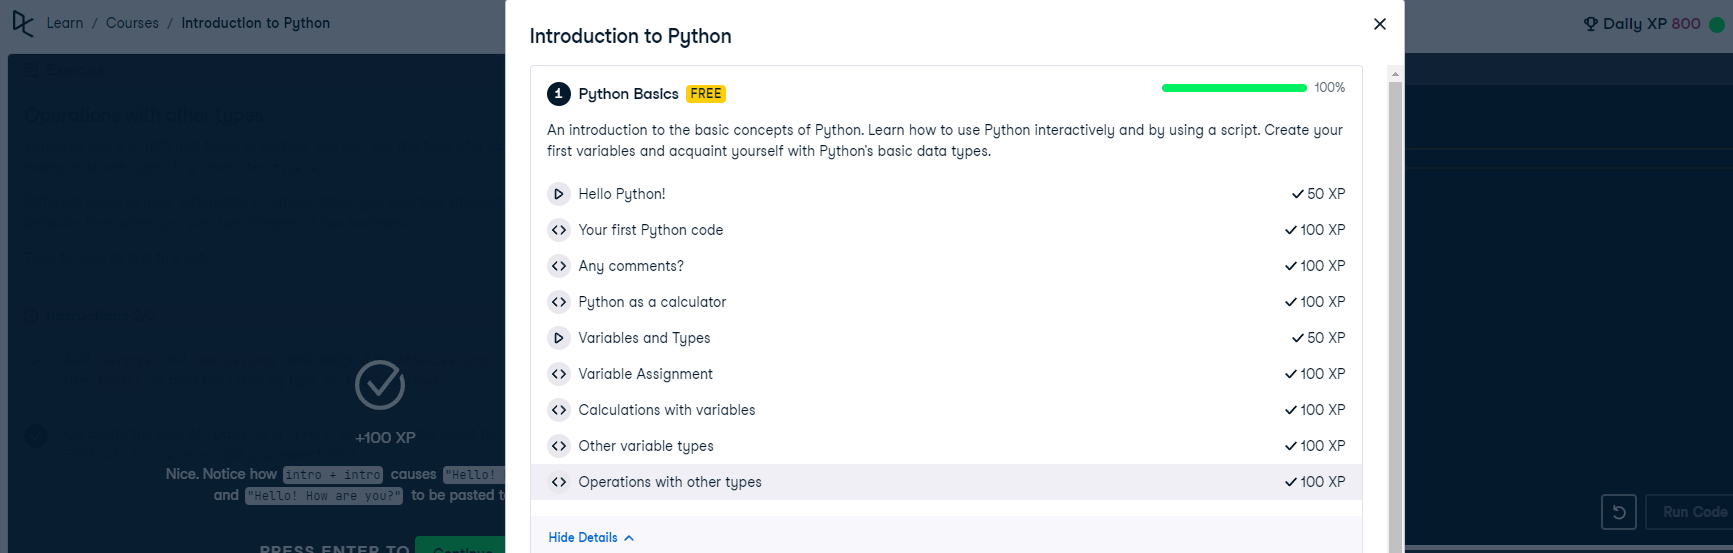 Learn / Courses / Introduction to Python
Daily XP 800
Exercise
Operations with other types
Introduction to Python
1 Python Basics FREE
100%
An introduction to the basic concepts of Python. Learn how to use Python interactively and by using a script. Create your
first variables and acquaint yourself with Python's basic data types.
Hello Python! 50 XP
Your first Python code 100 XP
Any comments? 100 XP
Python as a calculator 100 XP
Variables and Types 50 XP
Variable Assignment 100 XP
Calculations with variables 100 XP
Other variable types 100 XP
Operations with other types 100 XP
Hide Details
+100 XP
Nice. Notice how intro + intro causes "Hello!
and "Hello! How are you?" to be pasted
PRESS ENTER TO Continue
Run Code